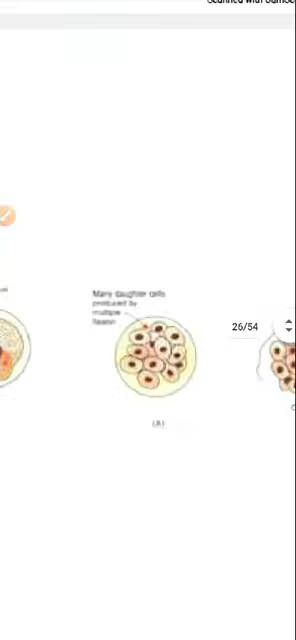 Scanned with
Many daughter cells
produced by
multiple
fission
26/54
(b)